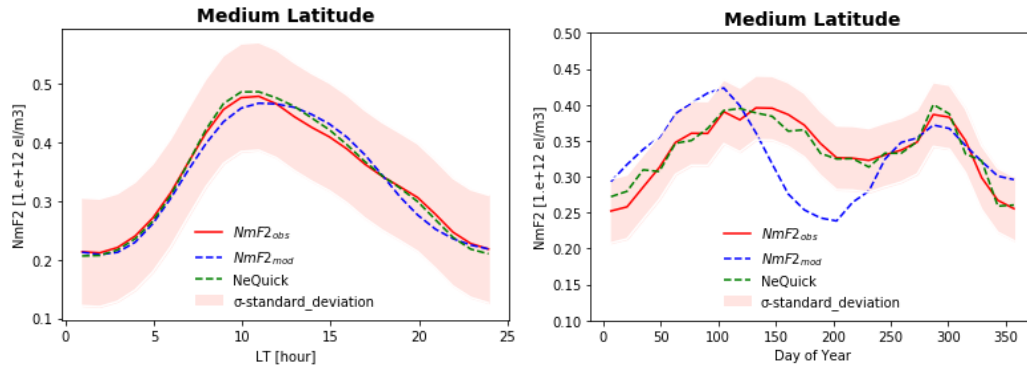 Medium Latitude
NmF2 [1.e+12 el/m3]
0.5
0.4
0.3
0.2
0.1
0
5
10
15
20
25
LT [hour]
NmF2obs
NmF2mod
NeQuick
σ-standard_deviation
Medium Latitude
NmF2 [1.e+12 el/m3]
0.50
0.45
0.40
0.35
0.30
0.25
0.20
0.15
0.10
0
50
100
150
200
250
300
350
Day of Year
NmF2obs
NmF2mod
NeQuick
σ-standard_deviation